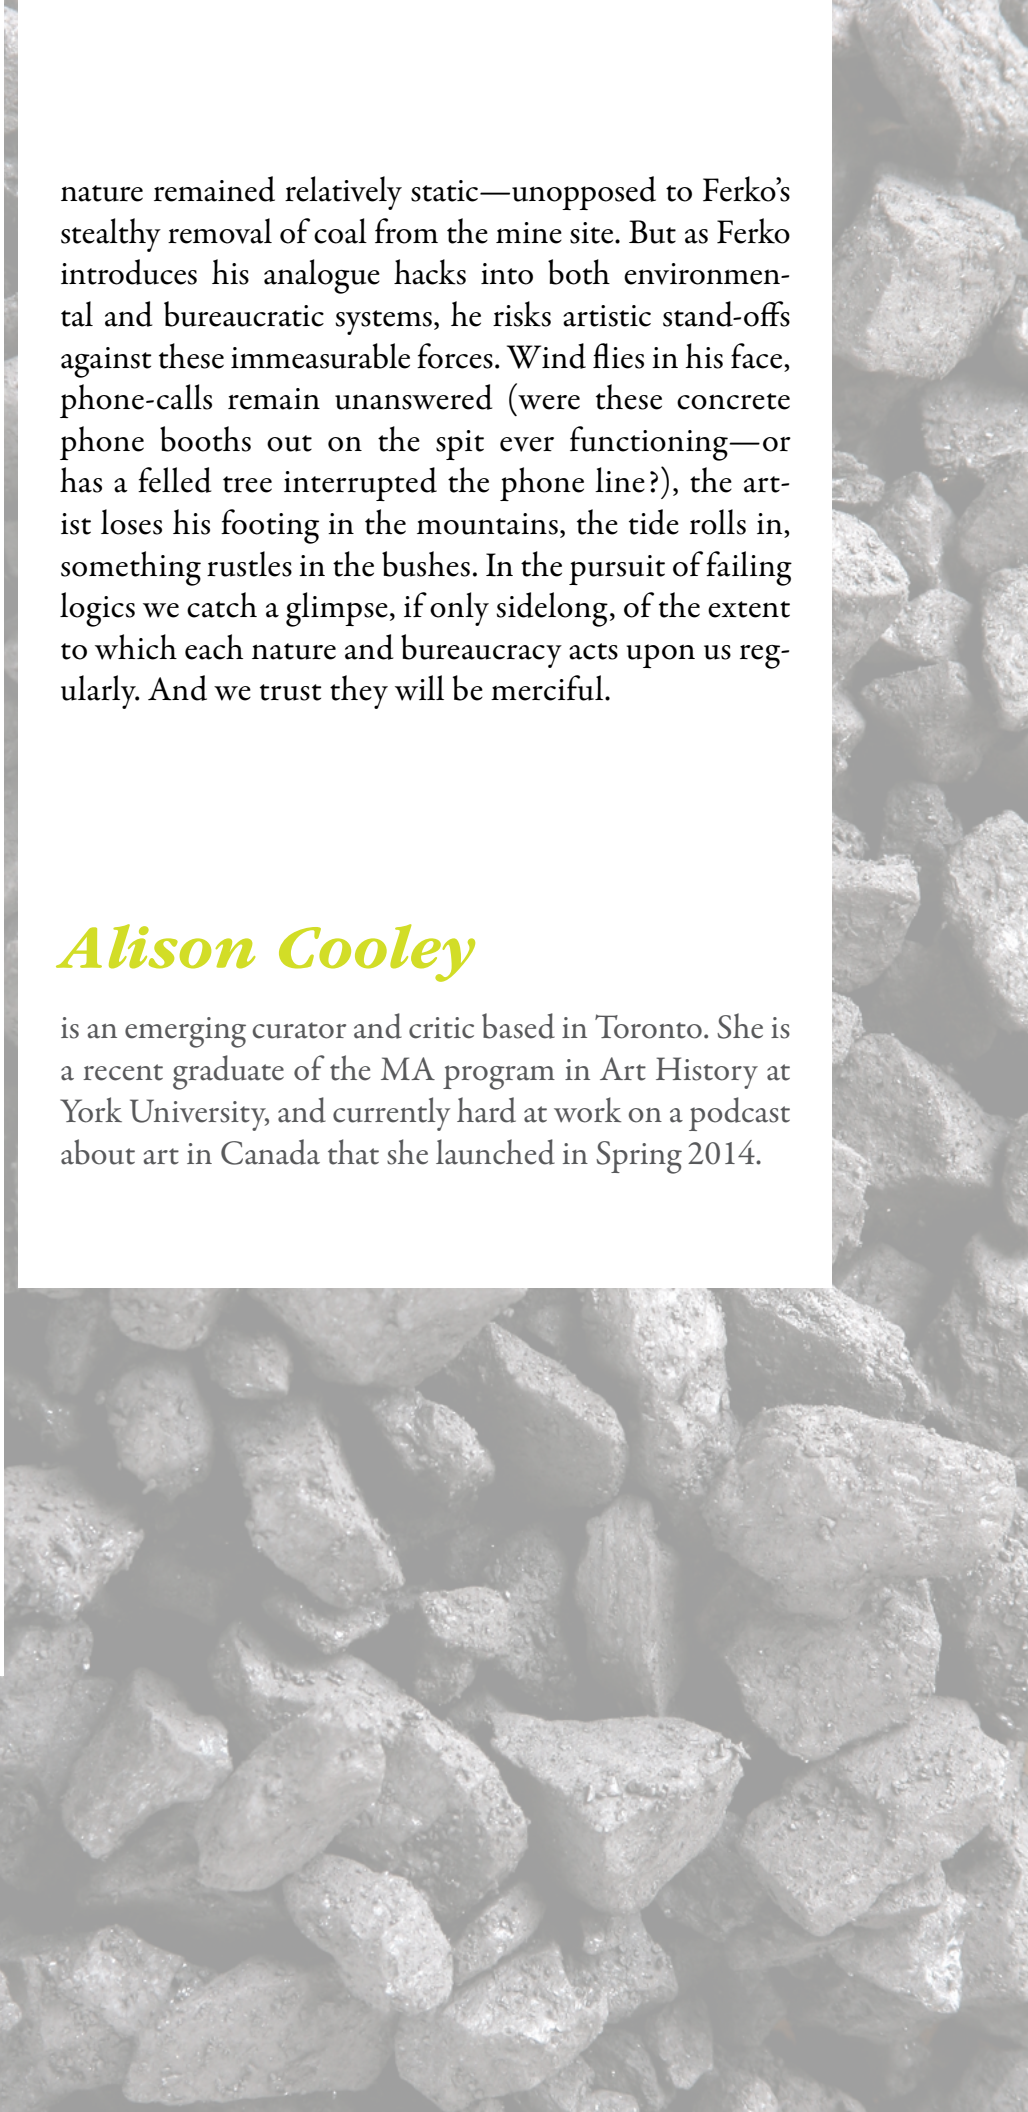 nature remained relatively static—unopposed to Ferko’s
stealthy removal of coal from the mine site. But as Ferko
introduces his analogue hacks into both environmen-
tal and bureaucratic systems, he risks artistic stand-offs
against these immeasurable forces. Wind flies in his face,
phone-calls remain unanswered (were these concrete
phone booths out on the spit ever functioning—or
has a felled tree interrupted the phone line?), the art-
ist loses his footing in the mountains, the tide rolls in,
something rustles in the bushes. In the pursuit of failing
logics we catch a glimpse, if only sidelong, of the extent
to which each nature and bureaucracy acts upon us reg-
ularly. And we trust they will be merciful.
Alison Cooley
is an emerging curator and critic based in Toronto. She is
a recent graduate of the MA program in Art History at
York University, and currently hard at work on a podcast
about art in Canada that she launched in Spring 2014.